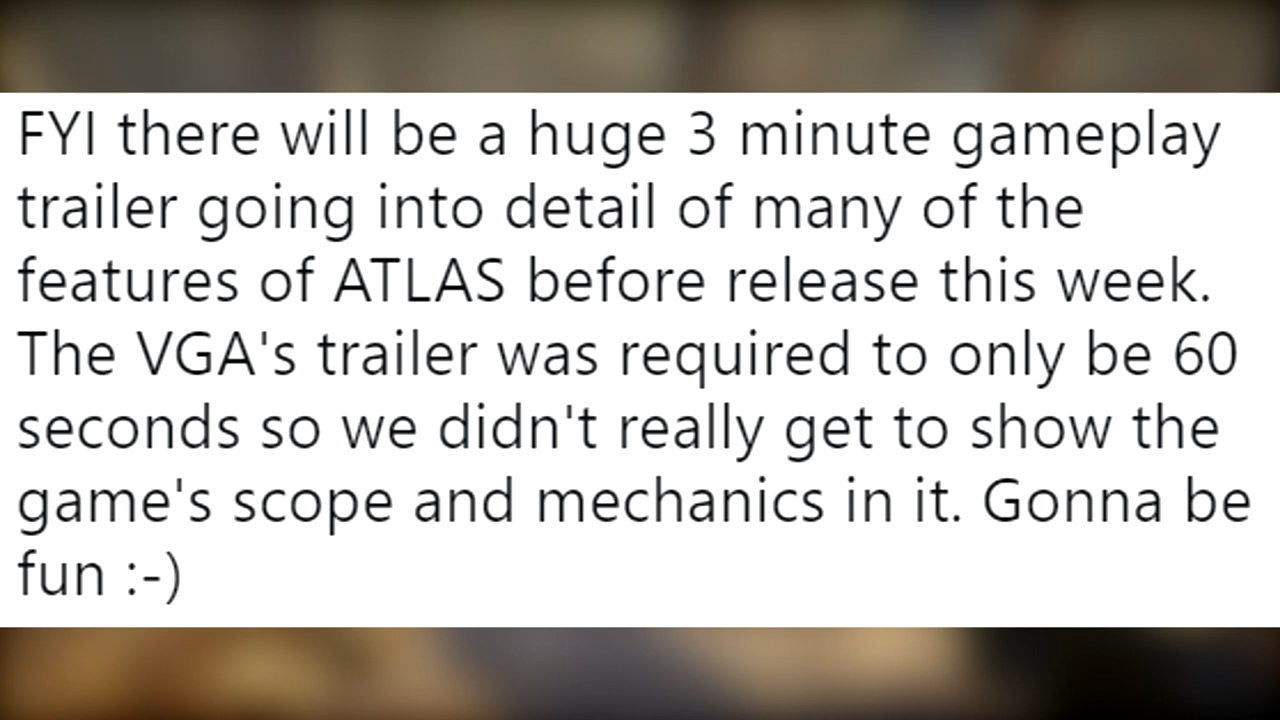 FYI there will be a huge 3 minute gameplay
trailer going into detail of many of the
features of ATLAS before release this week.
The VGA's trailer was required to only be 60
seconds so we didn't really get to show the
game's scope and mechanics in it. Gonna be
fun :-)